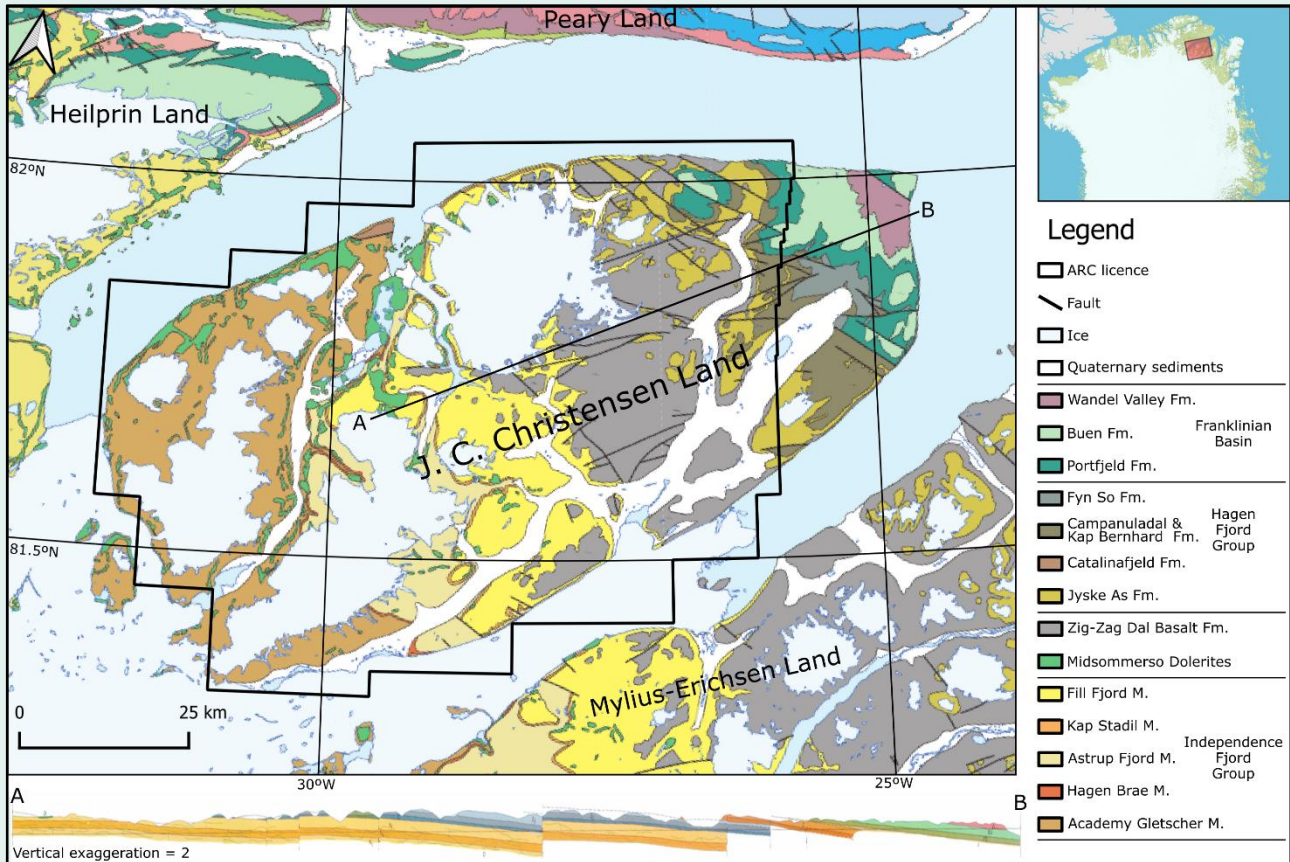 Peary Land
Heilprin Land
82ºN
B
J. C. Christensen Land
A
81.5ºN
Mylius-Erichsen Land
0 25 km
30ºW
25ºW
A
B
Vertical exaggeration = 2
Legend
ARC licence
Fault
Ice
Quaternary sediments
Wandel Valley Fm.
Buen Fm.
Portfjeld Fm.
Franklinian
Basin
Fyn So Fm.
Campanuladal &
Kap Bernhard Fm.
Catalinafjeld Fm.
Jyske As Fm.
Hagen
Fjord
Group
Zig-Zag Dal Basalt Fm.
Midsommerso Dolerites
Fill Fjord M.
Kap Stadil M.
Astrup Fjord M.
Hagen Brae M.
Academy Gletscher M.
Independence
Fjord
Group